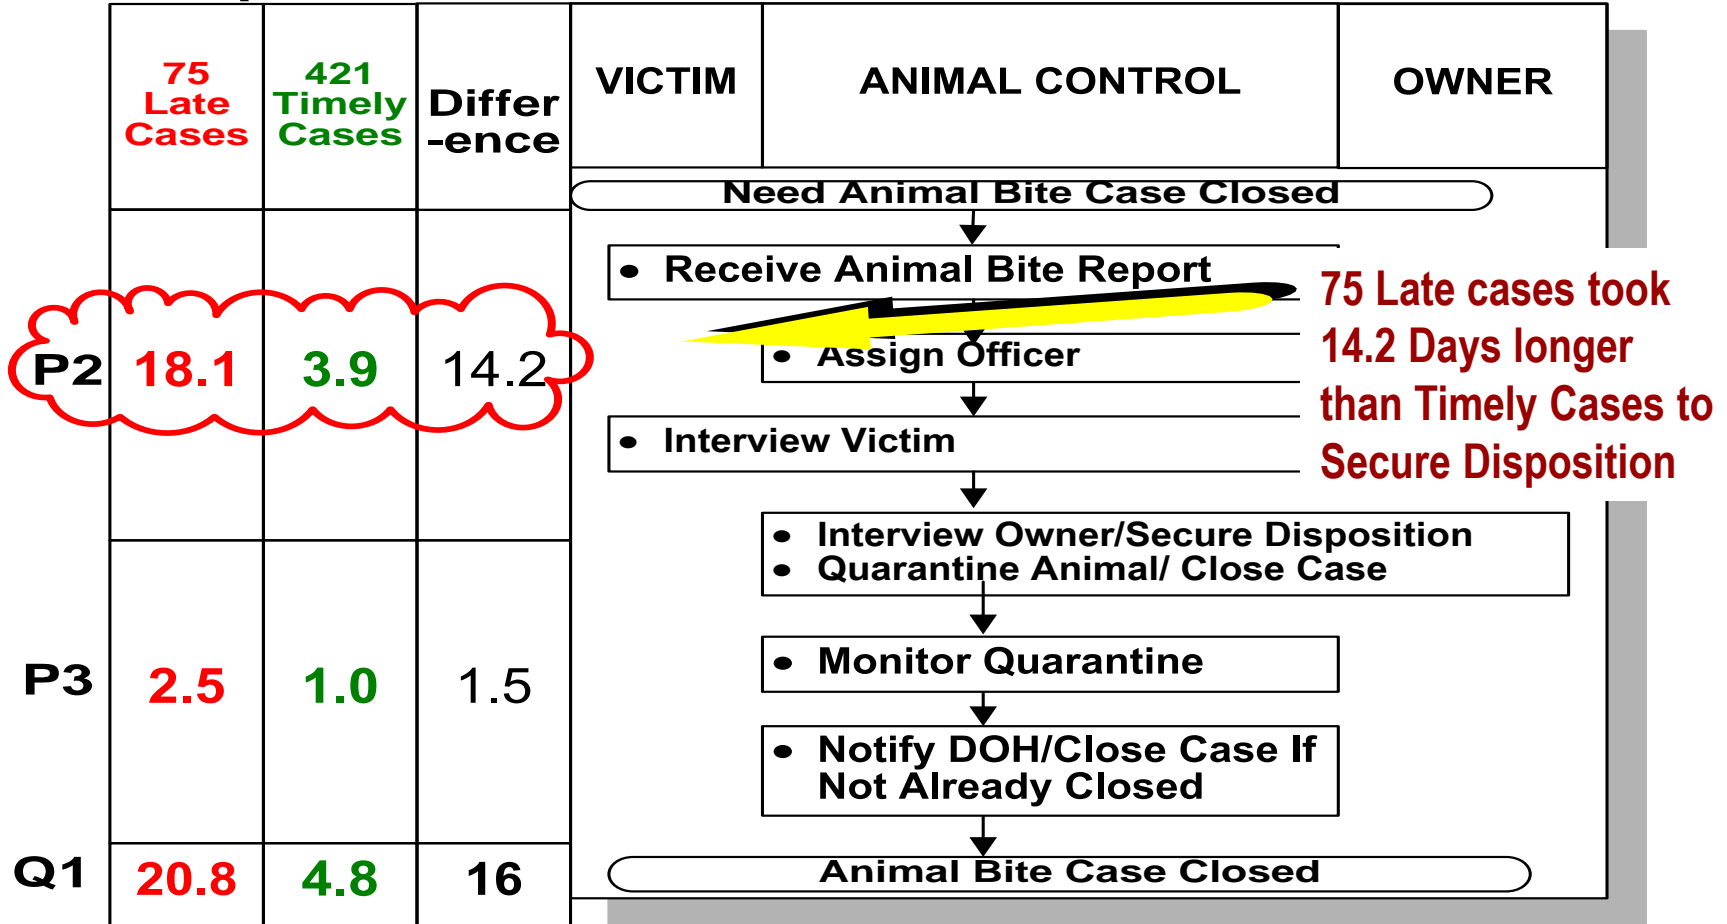 75
Late
Cases
421
Timely
Cases
Differ
-ence
VICTIM
ANIMAL CONTROL
OWNER
Need Animal Bite Case Closed
• Receive Animal Bite Report
75 Late cases took
14.2 Days longer
than Timely Cases to
Secure Disposition
P2
18.1
3.9
14.2
• Assign Officer
• Interview Victim
• Interview Owner/Secure Disposition
• Quarantine Animal/ Close Case
P3
2.5
1.0
1.5
• Monitor Quarantine
• Notify DOH/Close Case If
Not Already Closed
Q1
20.8
4.8
16
Animal Bite Case Closed